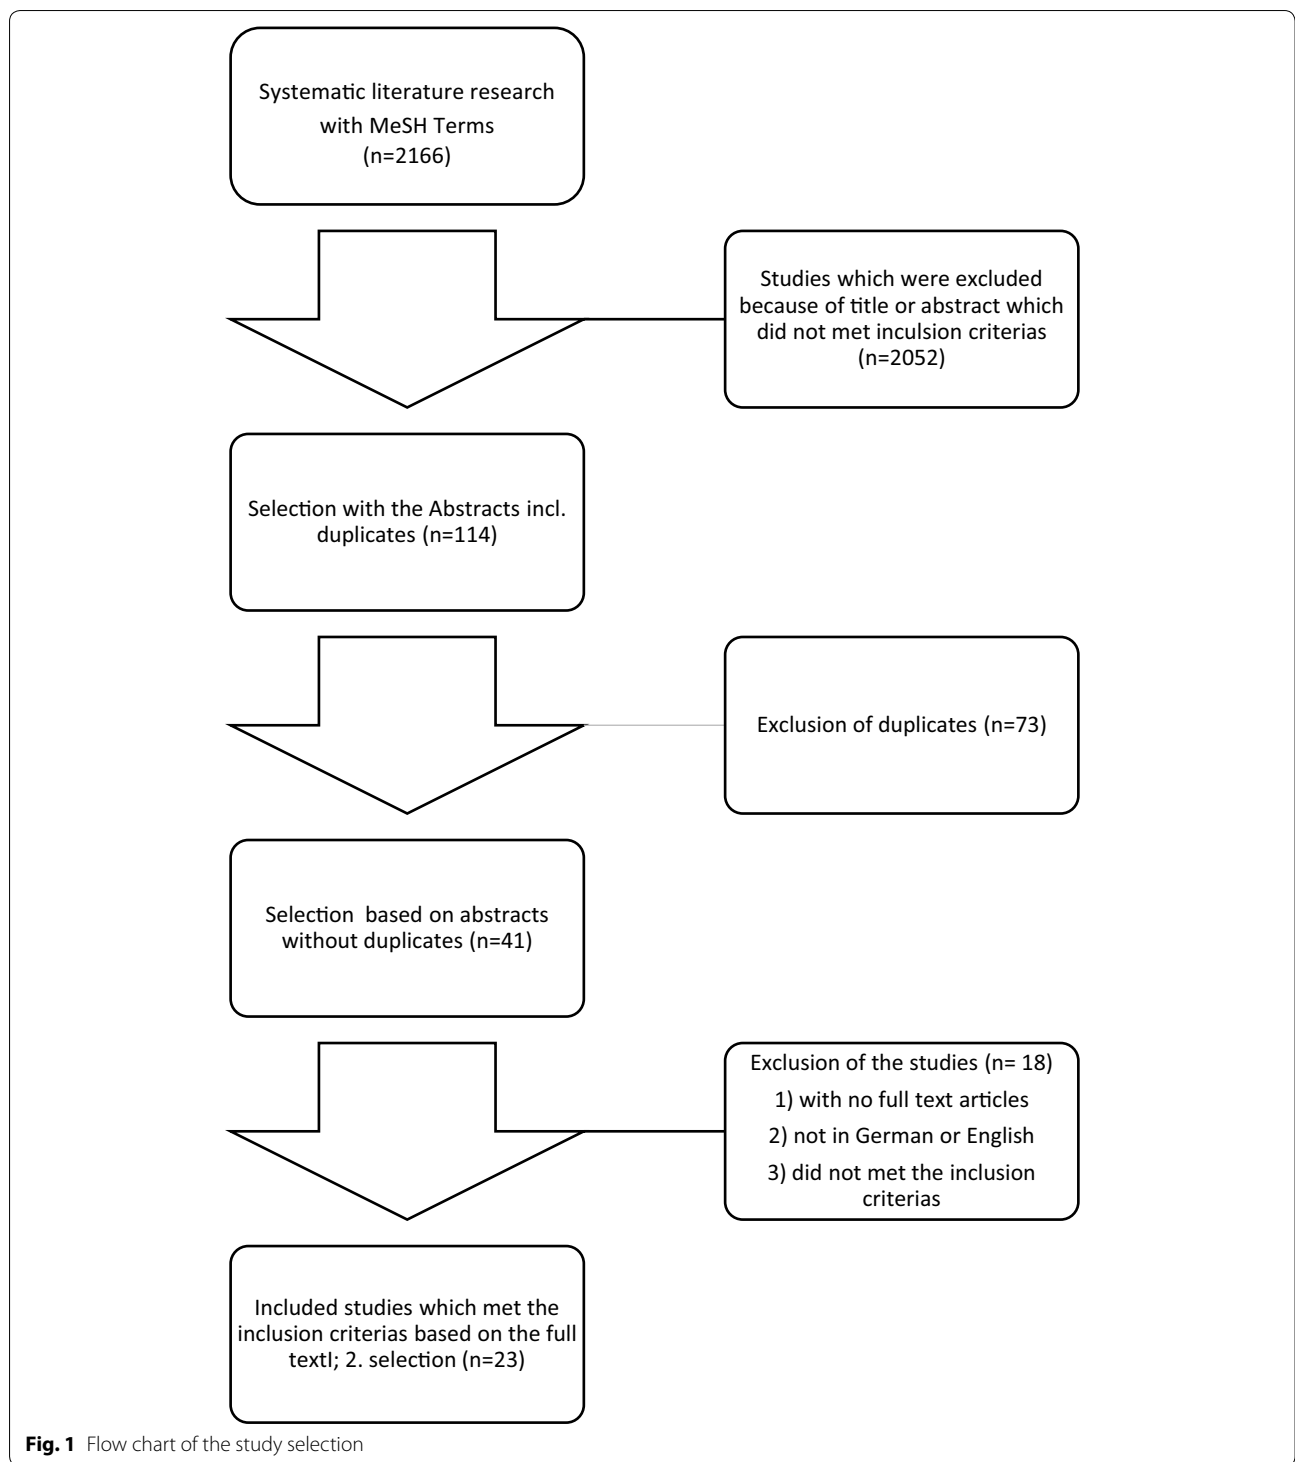 Systematic literature research
with MeSH Terms
(n=2166)
Studies which were excluded
because of title or abstract which
did not met inculsion criterias
(n=2052)
Selection with the Abstracts incl.
duplicates (n=114)
Exclusion of duplicates (n=73)
Selection  based on abstracts
without duplicates (n=41)
Exclusion of the studies (n= 18)
1) with no full text articles
2) not in German or English
3) did not met the inclusion
criterias
Included studies which met the
inclusion criterias based on the full
textI; 2. selection (n=23)
Fig. 1 Flow chart of the study selection